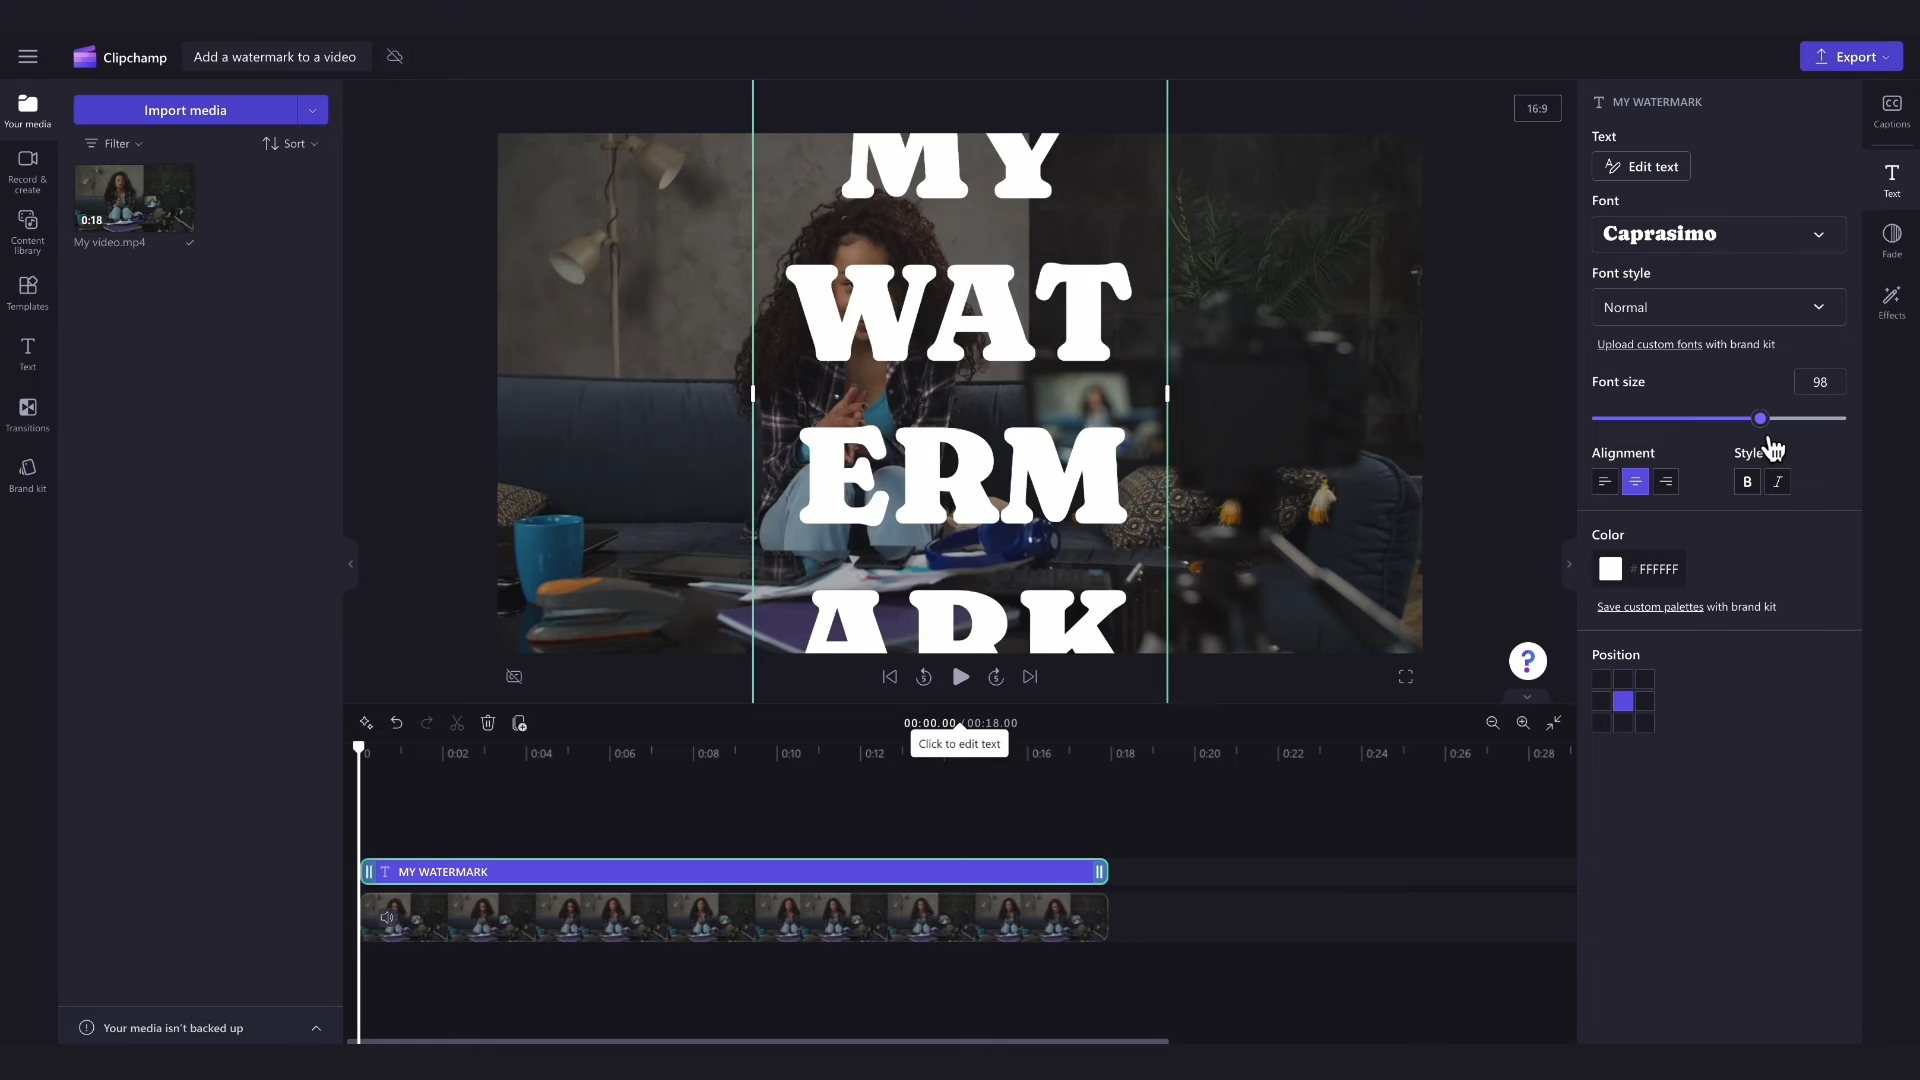 Clipchamp
Add a watermark to a video
Export
Your media
Record &
create
Content
library
Templates
Text
Transitions
Brand kit
Import media
Filter
Sort
0:18
My video.mp4
16:9
MY
WAT
ERM
ARK
5
5
?
MY WATERMARK
Text
Edit text
Font
Caprasimo
Font style
Normal
Upload custom fonts with brand kit
Font size
98
Alignment
Style
B I
Color
# FFFFFF
Save custom palettes with brand kit
Position
CC
Captions
Text
Fade
Effects
00:00.00 / 00:18.00
Click to edit text
0
0:02
0:04
0:06
0:08
0:10
0:12
0:16
0:18
0:20
0:22
0:24
0:26
0:28
MY WATERMARK
Your media isn't backed up